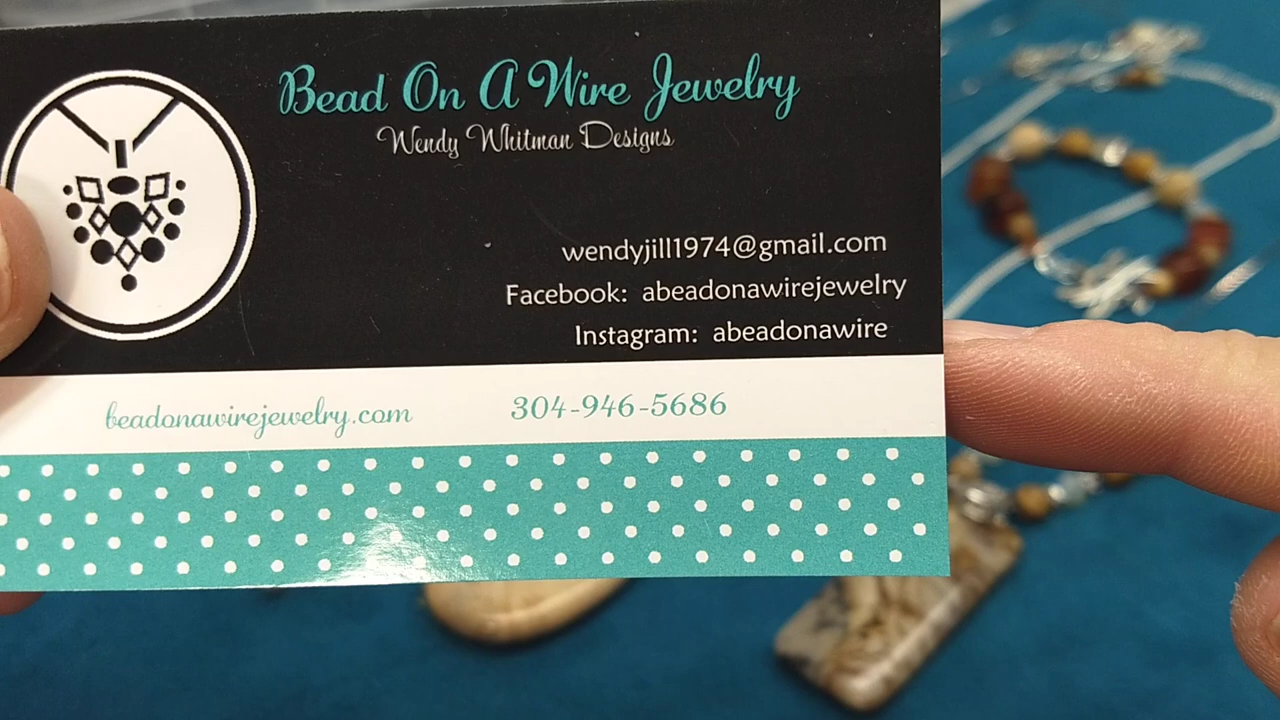 Bead On A Wire Jewelry
Wendy Whitman Designs
wendyjill1974@gmail.com
Facebook: abeadonawirejewelry
Instagram: abeadonawire
beadonawirejewelry.com 304-946-5686